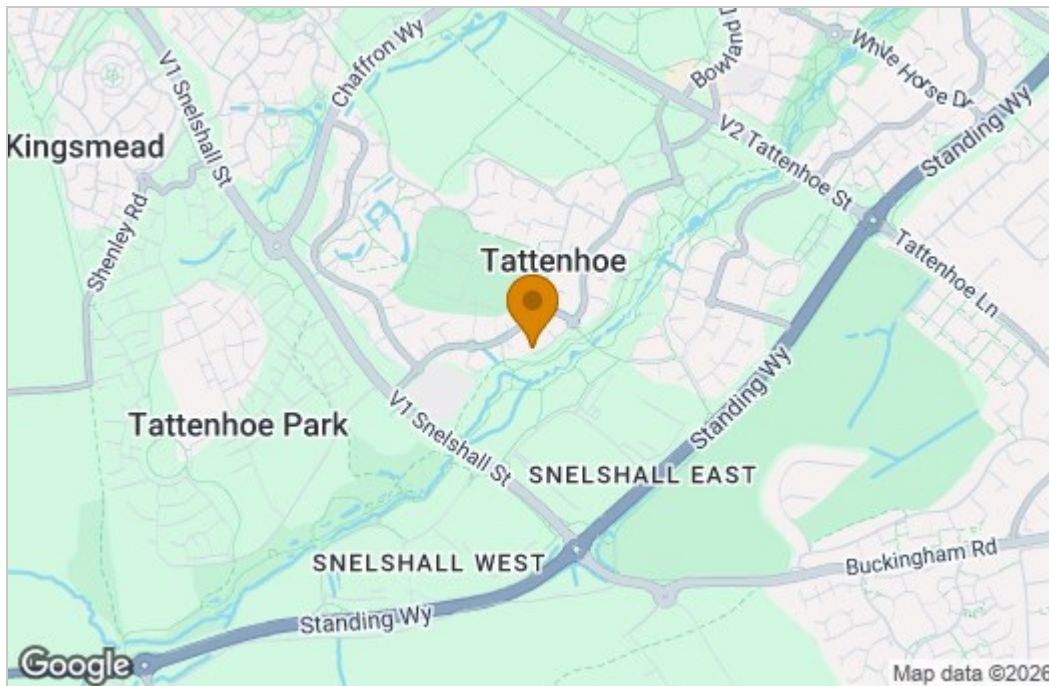 V1 Snelshall St
Chaffron Wy
Bowland D
White Horse Dr
Standing Wy
Kingsmead
V2 Tattenhoe St
Shenley Rd
Tattenhoe
Tattenhoe Ln
Standing Wy
Tattenhoe Park
V1 Snelshall St
SNELSHALL EAST
SNELSHALL WEST
Buckingham Rd
Standing Wy
Google
Map data ©2026